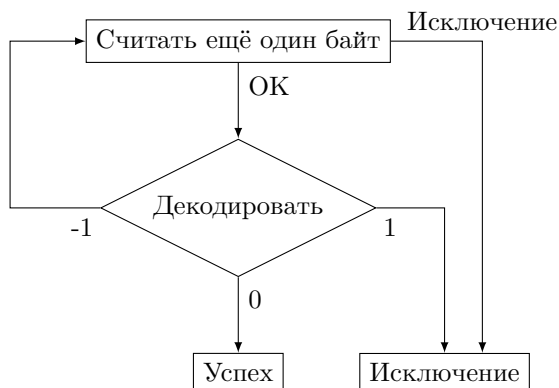 Исключение
Считать ещё один байт
OK
Декодировать
-1
1
0
Успех
Исключение